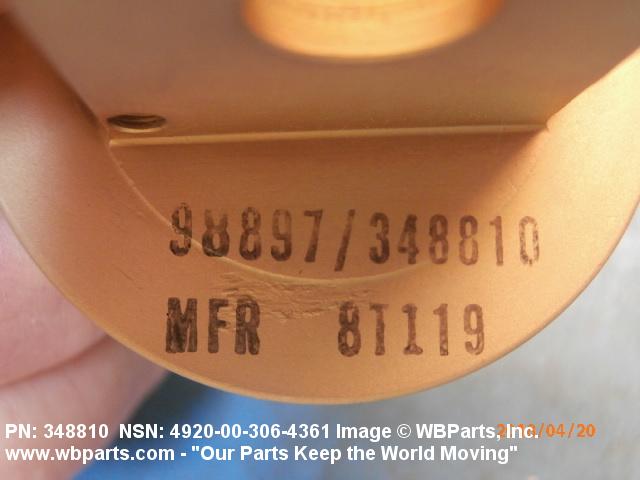 98897/348810
MFR 8T119
PN: 348810 NSN: 4920-00-306-4361 Image © WBParts, Inc.
www.wbparts.com - "Our Parts Keep the World Moving"